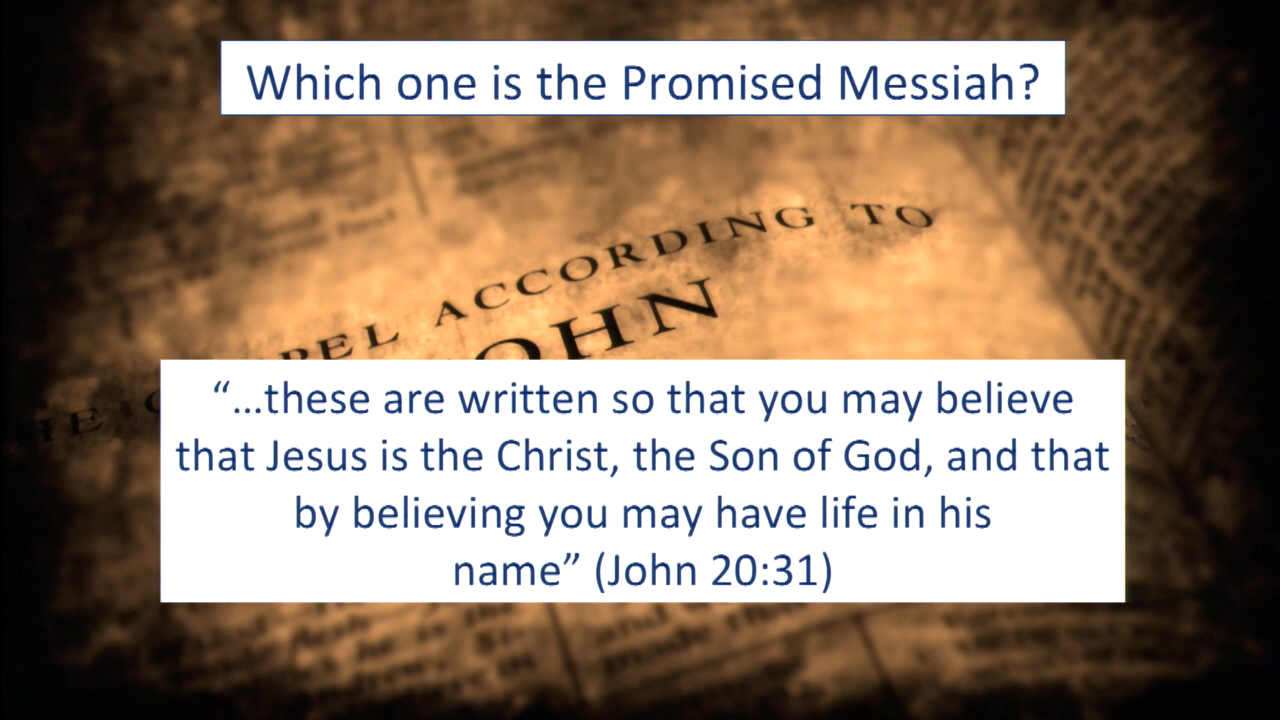 Which one is the Promised Messiah?
ACCORDING TO
“...these are written so that you may believe
that Jesus is the Christ, the Son of God, and that
by believing you may have life in his
name” (John 20:31)